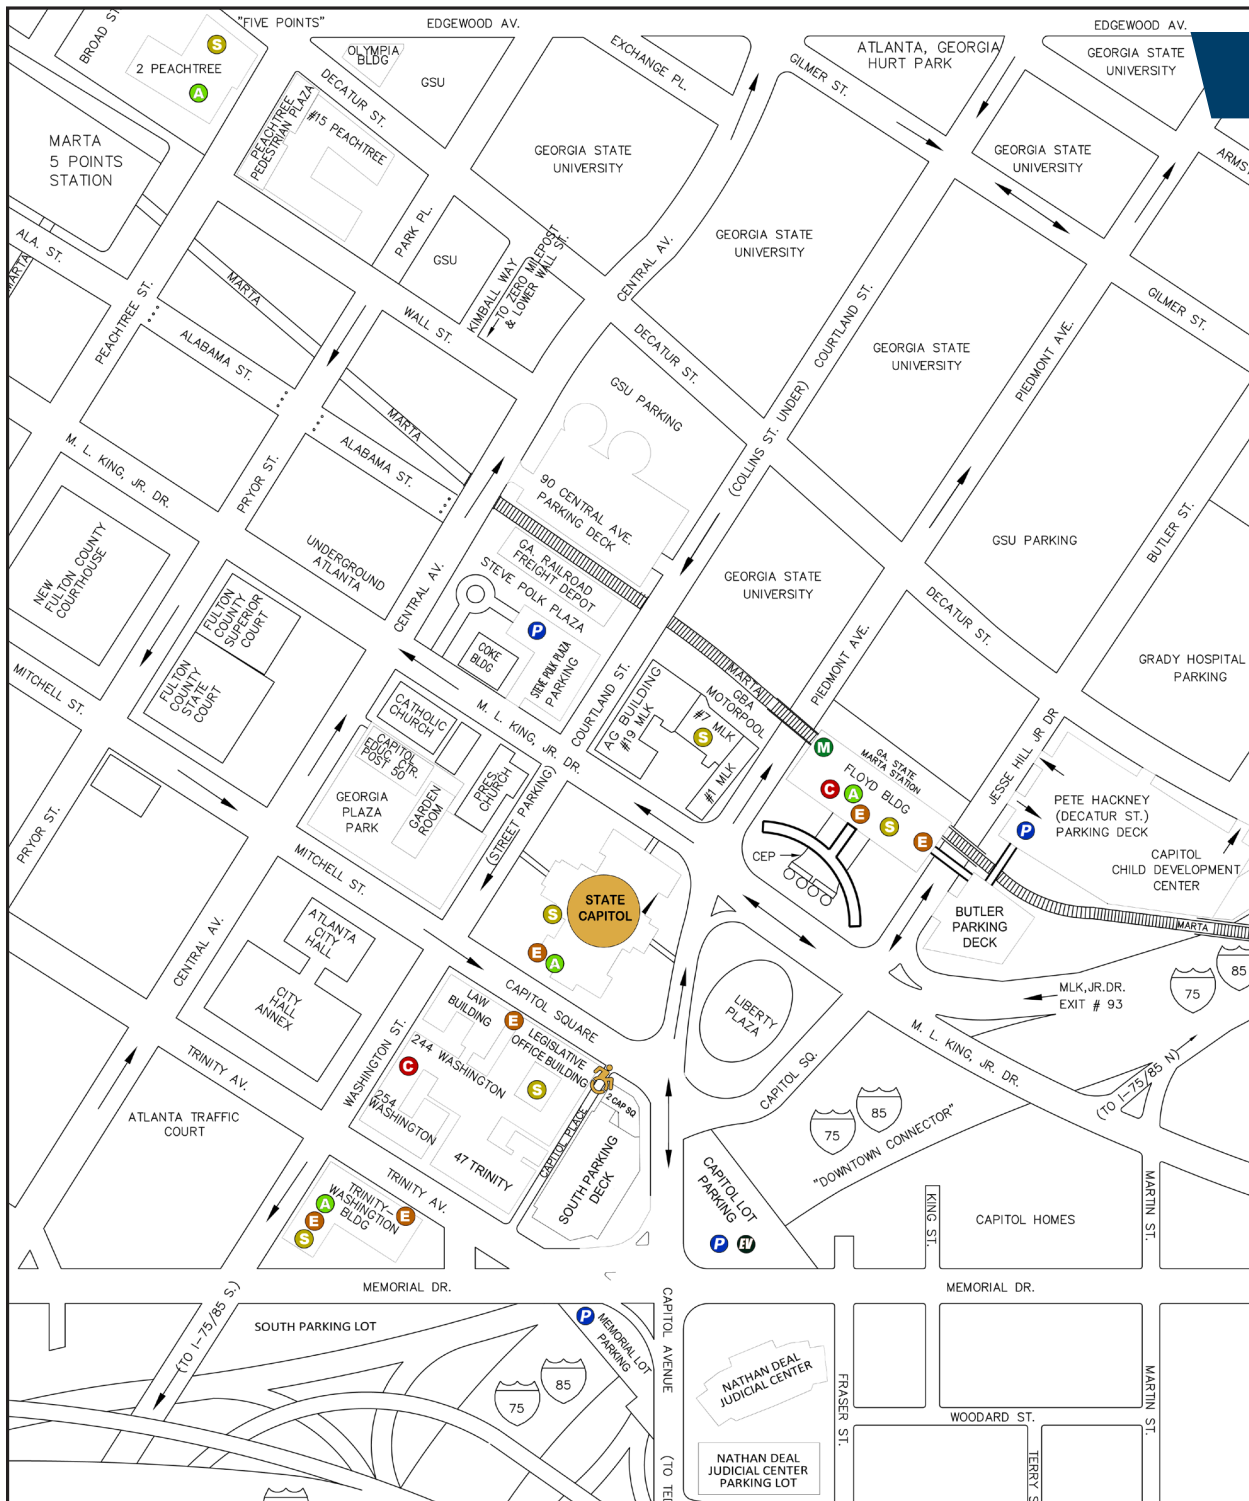 "FIVE POINTS"
EDGEWOOD AV.
EDGEWOOD AV.
BROAD ST
S
2 PEACHTREE
A
OLYMPIA
BLDG
GSU
DECATUR ST.
EXCHANGE PL.
GILMER ST.
ATLANTA, GEORGIA
HURT PARK
GEORGIA STATE
UNIVERSITY
MARTA
5 POINTS
STATION
PEACHTREE
PEDESTRIAN PLAZA
#15 PEACHTREE
GEORGIA STATE
UNIVERSITY
GEORGIA STATE
UNIVERSITY
ARMS
ALA. ST.
MARTA
PARK PL.
GSU
KIMBALL WAY
TO ZERO MILEPOST
& LOWER WALL ST.
CENTRAL AV.
GEORGIA STATE
UNIVERSITY
MARTA
PEACHTREE ST.
ALABAMA ST.
WALL ST.
DECATUR ST.
COURTLAND ST.
(COLLINS ST. UNDER)
GEORGIA STATE
UNIVERSITY
PIEDMONT AVE.
GILMER ST.
GSU PARKING
MARTA
ALABAMA ST.
M. L. KING, JR. DR.
PRYOR ST.
90 CENTRAL AVE.
PARKING DECK
GSU PARKING
BUTLER ST.
NEW
FULTON COUNTY
COURTHOUSE
UNDERGROUND
ATLANTA
CENTRAL AV.
GA. RAILROAD
FREIGHT DEPOT
STEVE POLK PLAZA
P
STEVE POLK PLAZA
PARKING
GEORGIA STATE
UNIVERSITY
DECATUR ST.
FULTON
COUNTY
SUPERIOR
COURT
FULTON
COUNTY
STATE
COURT
COKE
BLDG
COURTLAND ST.
MARTA
PIEDMONT AVE.
GRADY HOSPITAL
PARKING
MITCHELL ST.
CATHOLIC
CHURCH
M. L. KING, JR. DR.
AG BUILDING
#19 MLK
GBA
MOTORPOOL
#7 MLK
S
#1 MLK
CAPITOL
EDUC. CTR.
POST 50
M
GA. STATE
MARTA STATION
FLOYD BLDG
C
A
E
S
E
JESSE HILL JR DR
PETE HACKNEY
(DECATUR ST.)
PARKING DECK
P
PRYOR ST.
GEORGIA
PLAZA
PARK
GARDEN
ROOM
PRES.
CHURCH
(STREET PARKING)
CEP
CAPITOL
CHILD DEVELOPMENT
CENTER
MITCHELL ST.
STATE
CAPITOL
S
E
A
BUTLER
PARKING
DECK
MARTA
ATLANTA
CITY
HALL
CENTRAL AV.
CITY
HALL
ANNEX
LAW
BUILDING
CAPITOL SQUARE
LIBERTY
PLAZA
MLK,JR.DR.
EXIT # 93
75
85
TRINITY AV.
WASHINGTON ST.
E
LEGISLATIVE
OFFICE BUILDING
244 WASHINGTON
C
S
2 CAP SQ
254
WASHINGTON
CAPITOL SQ.
M. L. KING, JR. DR.
(TO I-75/85 N)
ATLANTA TRAFFIC
COURT
75
85
"DOWNTOWN CONNECTOR"
47 TRINITY
CAPITOL PLACE
SOUTH PARKING
DECK
TRINITY AV.
TRINITY-
WASHINGTON
BLDG
A
E
S
E
CAPITOL LOT
PARKING
P
EV
KING ST.
CAPITOL HOMES
MARTIN ST.
MEMORIAL DR.
MEMORIAL DR.
(TO I-75/85 S.)
SOUTH PARKING LOT
P
MEMORIAL LOT
PARKING
CAPITOL AVENUE
75
85
NATHAN DEAL
JUDICIAL CENTER
FRASER ST.
WOODARD ST.
MARTIN ST.
NATHAN DEAL
JUDICIAL CENTER
PARKING LOT
TERRY S
(TO TED